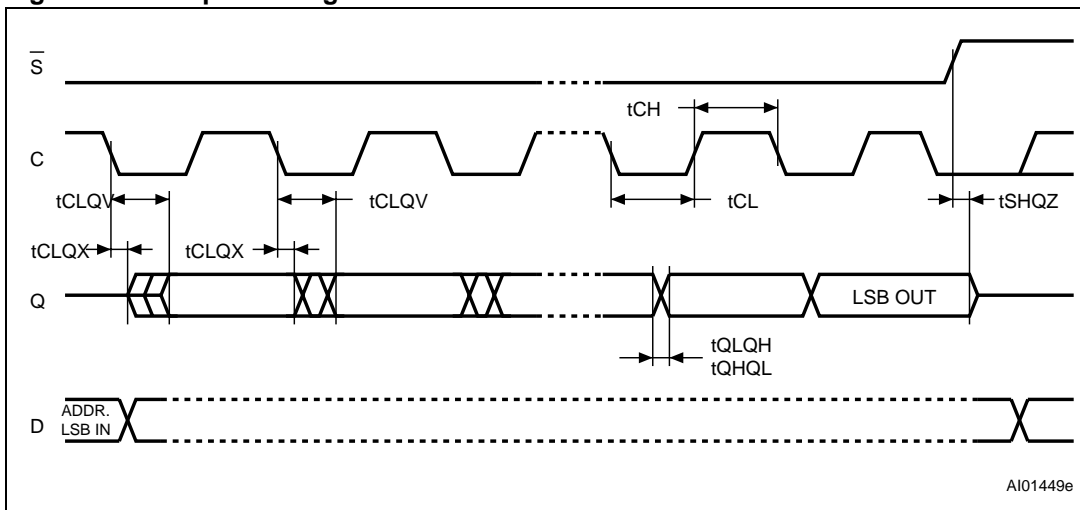 S̅
tCH
C
tCLQV
tCLQV
tCL
tSHQZ
tCLQX
tCLQX
Q
LSB OUT
tQLQH
tQHQL
ADDR.
D
LSB IN
AI01449e